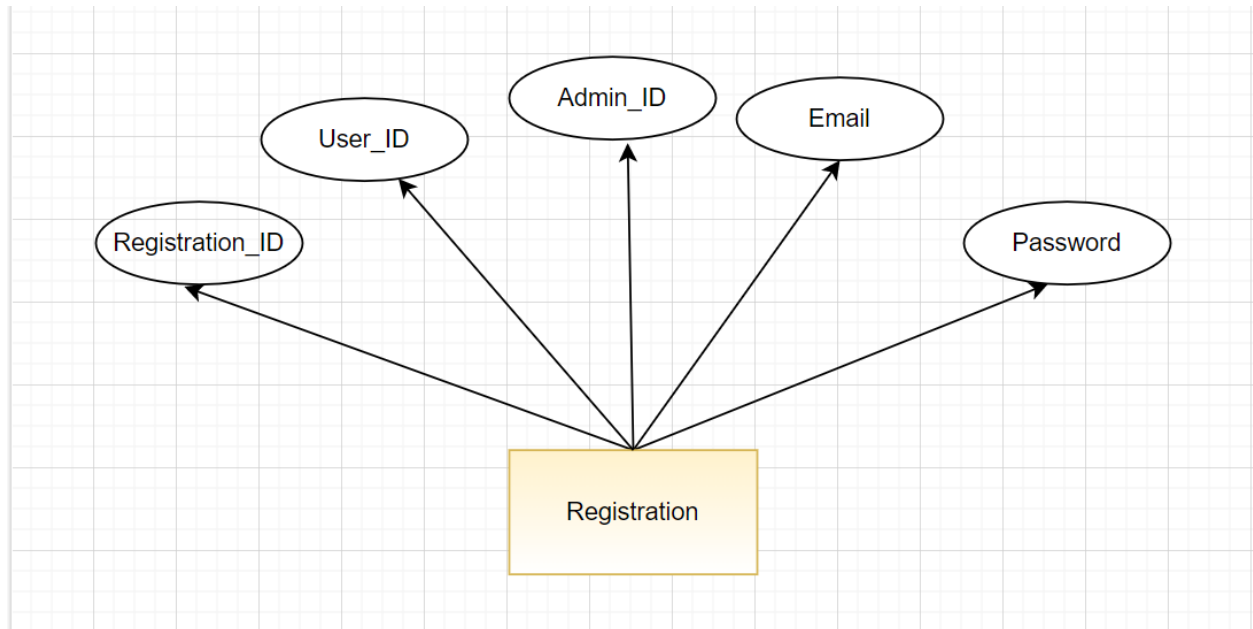 Admin_ID
Email
User_ID
Registration_ID
Password
Registration